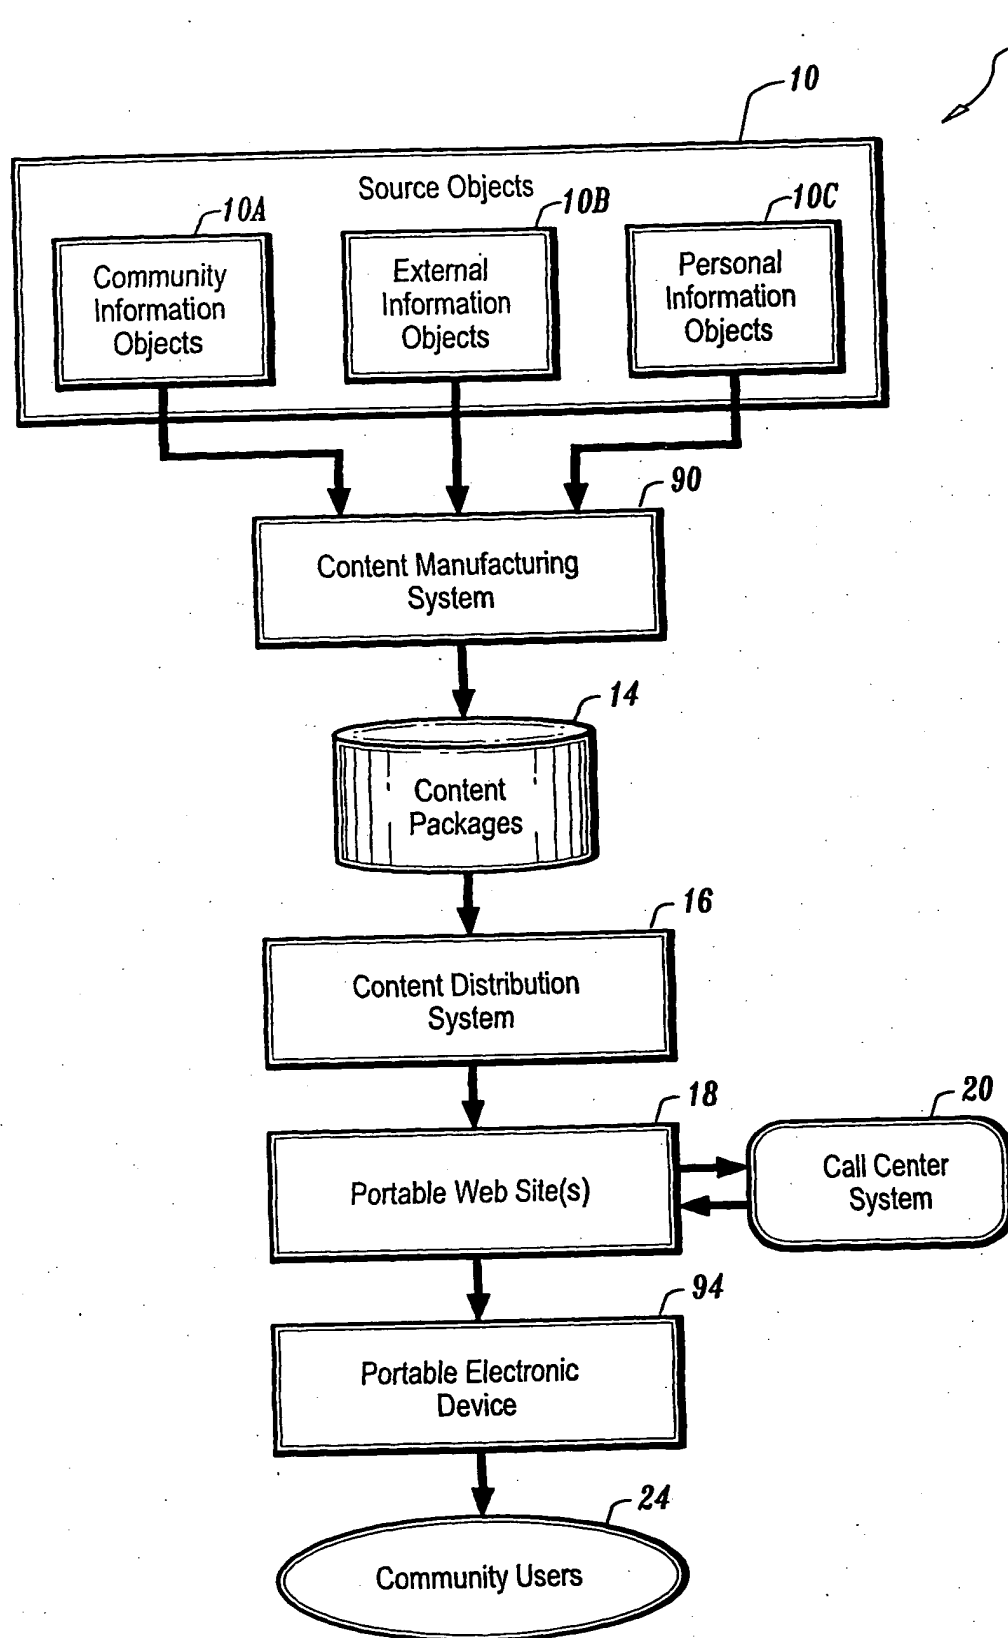 10
Source Objects
10A
10B
10C
Community
Information
Objects
External
Information
Objects
Personal
Information
Objects
90
Content Manufacturing
System
14
Content
Packages
16
Content Distribution
System
18
Portable Web Site(s)
20
Call Center
System
94
Portable Electronic
Device
24
Community Users